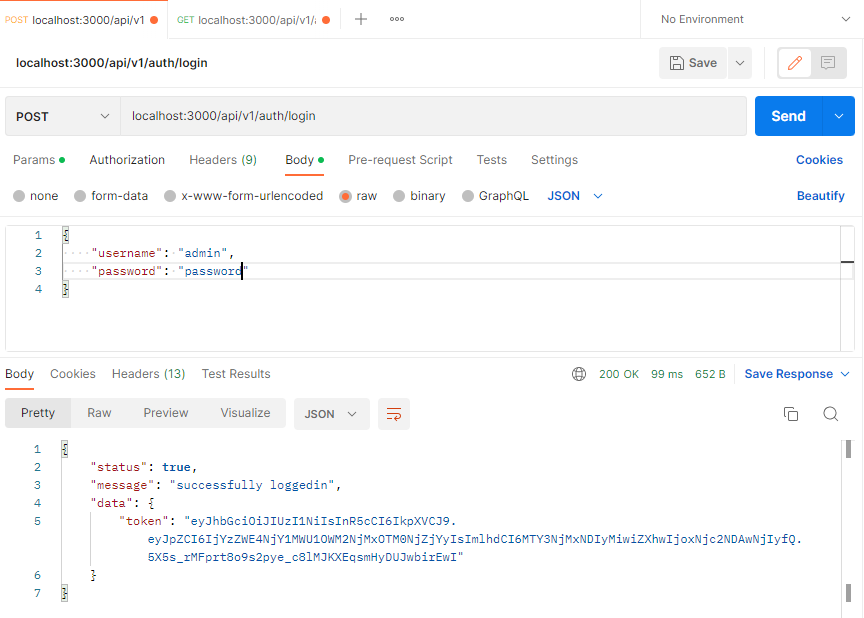 POST localhost:3000/api/v1 GET localhost:3000/api/v1/a No Environment
localhost:3000/api/v1/auth/login Save
POST localhost:3000/api/v1/auth/login Send
Params Authorization Headers (9) Body Pre-request Script Tests Settings Cookies
none form-data x-www-form-urlencoded raw binary GraphQL JSON Beautify
1 {
2 "username": "admin",
3 "password": "password"
4 }
Body Cookies Headers (13) Test Results 200 OK 99 ms 652 B Save Response
Pretty Raw Preview Visualize JSON
1 {
2 "status": true,
3 "message": "successfully loggedin",
4 "data": {
5 "token": "eyJhbGciOiJIUzI1NiIsInR5cCI6IkpXVCJ9.
eyJpZCI6IjYzZWE4NjY1MWU1OWM2NjMxOTM0NjZjYyIsImlhdCI6MTY3NjMxNDIyMiwiZXhwIjoxNjc2NDAwNjIyfQ.
5X5s_rMFprt8o9s2pye_c8lMJKXEqsmHyDUJwbirEwI"
6 }
7 }